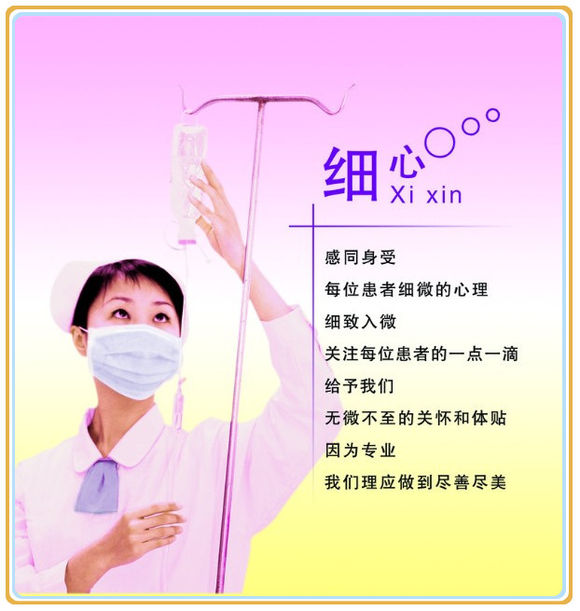 细心
Xi xin
感同身受
每位患者细微的心理
细致入微
关注每位患者的一点一滴
给予我们
无微不至的关怀和体贴
因为专业
我们理应做到尽善尽美